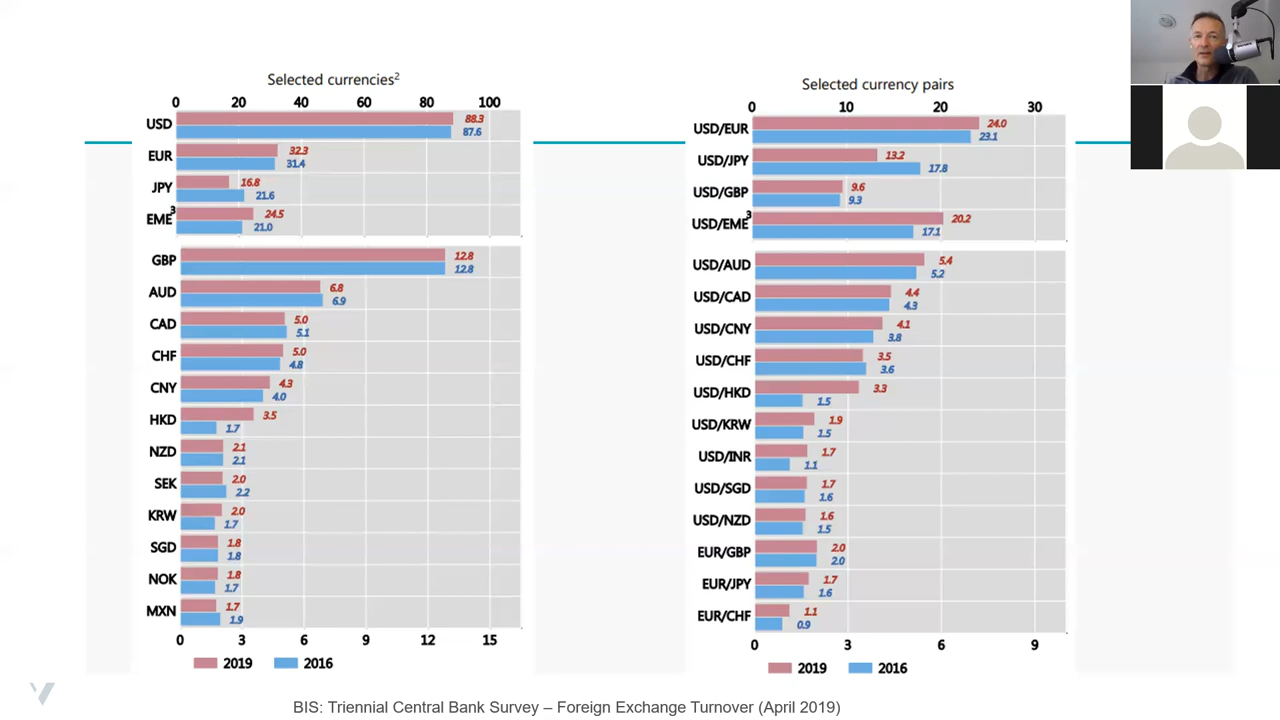 Selected currencies2
0 20 40 60 80 100
USD 88.3
87.6
EUR 32.3
31.4
JPY 16.8
21.6
EME3 24.5
21.0
GBP 12.8
12.8
AUD 6.8
6.9
CAD 5.0
5.1
CHF 5.0
4.8
CNY 4.3
4.0
HKD 3.5
1.7
NZD 2.1
2.1
SEK 2.0
2.2
KRW 2.0
1.7
SGD 1.8
1.8
NOK 1.8
1.7
MXN 1.7
1.9
0 3 6 9 12 15
2019 2016
Selected currency pairs
0 10 20 30
USD/EUR 24.0
23.1
USD/JPY 13.2
17.8
USD/GBP 9.6
9.3
USD/EME3 20.2
17.1
USD/AUD 5.4
5.2
USD/CAD 4.4
4.3
USD/CNY 4.1
3.8
USD/CHF 3.5
3.6
USD/HKD 3.3
1.5
USD/KRW 1.9
1.5
USD/INR 1.7
1.1
USD/SGD 1.7
1.6
USD/NZD 1.6
1.5
EUR/GBP 2.0
2.0
EUR/JPY 1.7
1.6
EUR/CHF 1.1
0.9
0 3 6 9
2019 2016
BIS: Triennial Central Bank Survey – Foreign Exchange Turnover (April 2019)